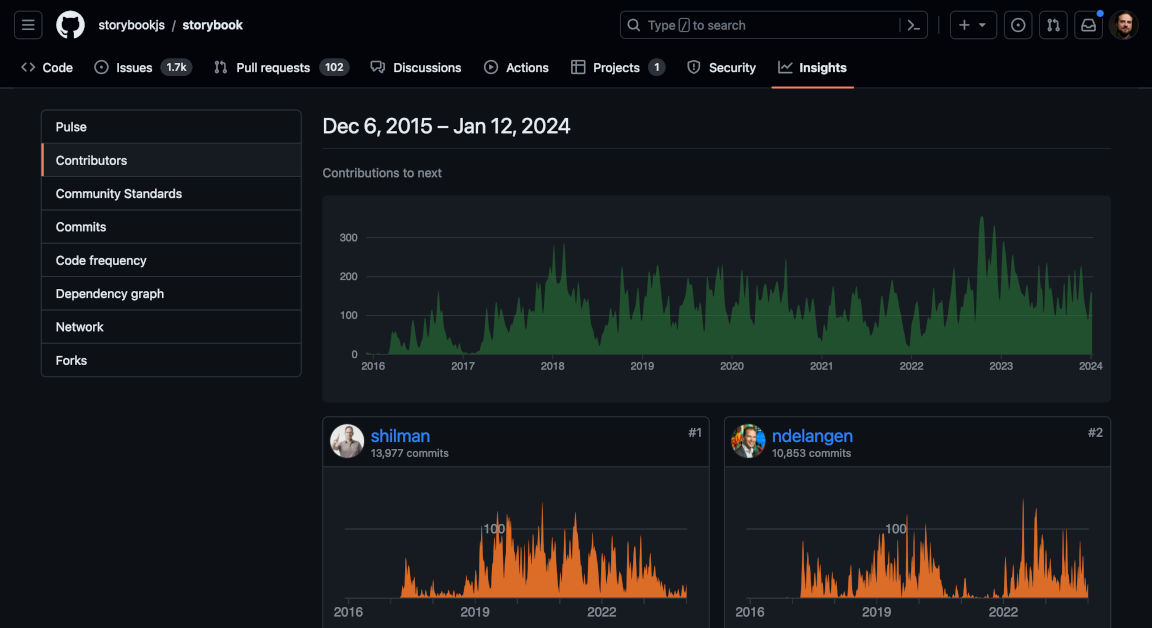 storybookjs / storybook
Type / to search
Code
Issues 1.7k
Pull requests 102
Discussions
Actions
Projects 1
Security
Insights
Pulse
Contributors
Community Standards
Commits
Code frequency
Dependency graph
Network
Forks
Dec 6, 2015 – Jan 12, 2024
Contributions to next
300
200
100
0
2016 2017 2018 2019 2020 2021 2022 2023 2024
shilman #1
13,977 commits
100
2016 2019 2022
ndelangen #2
10,853 commits
100
2016 2019 2022